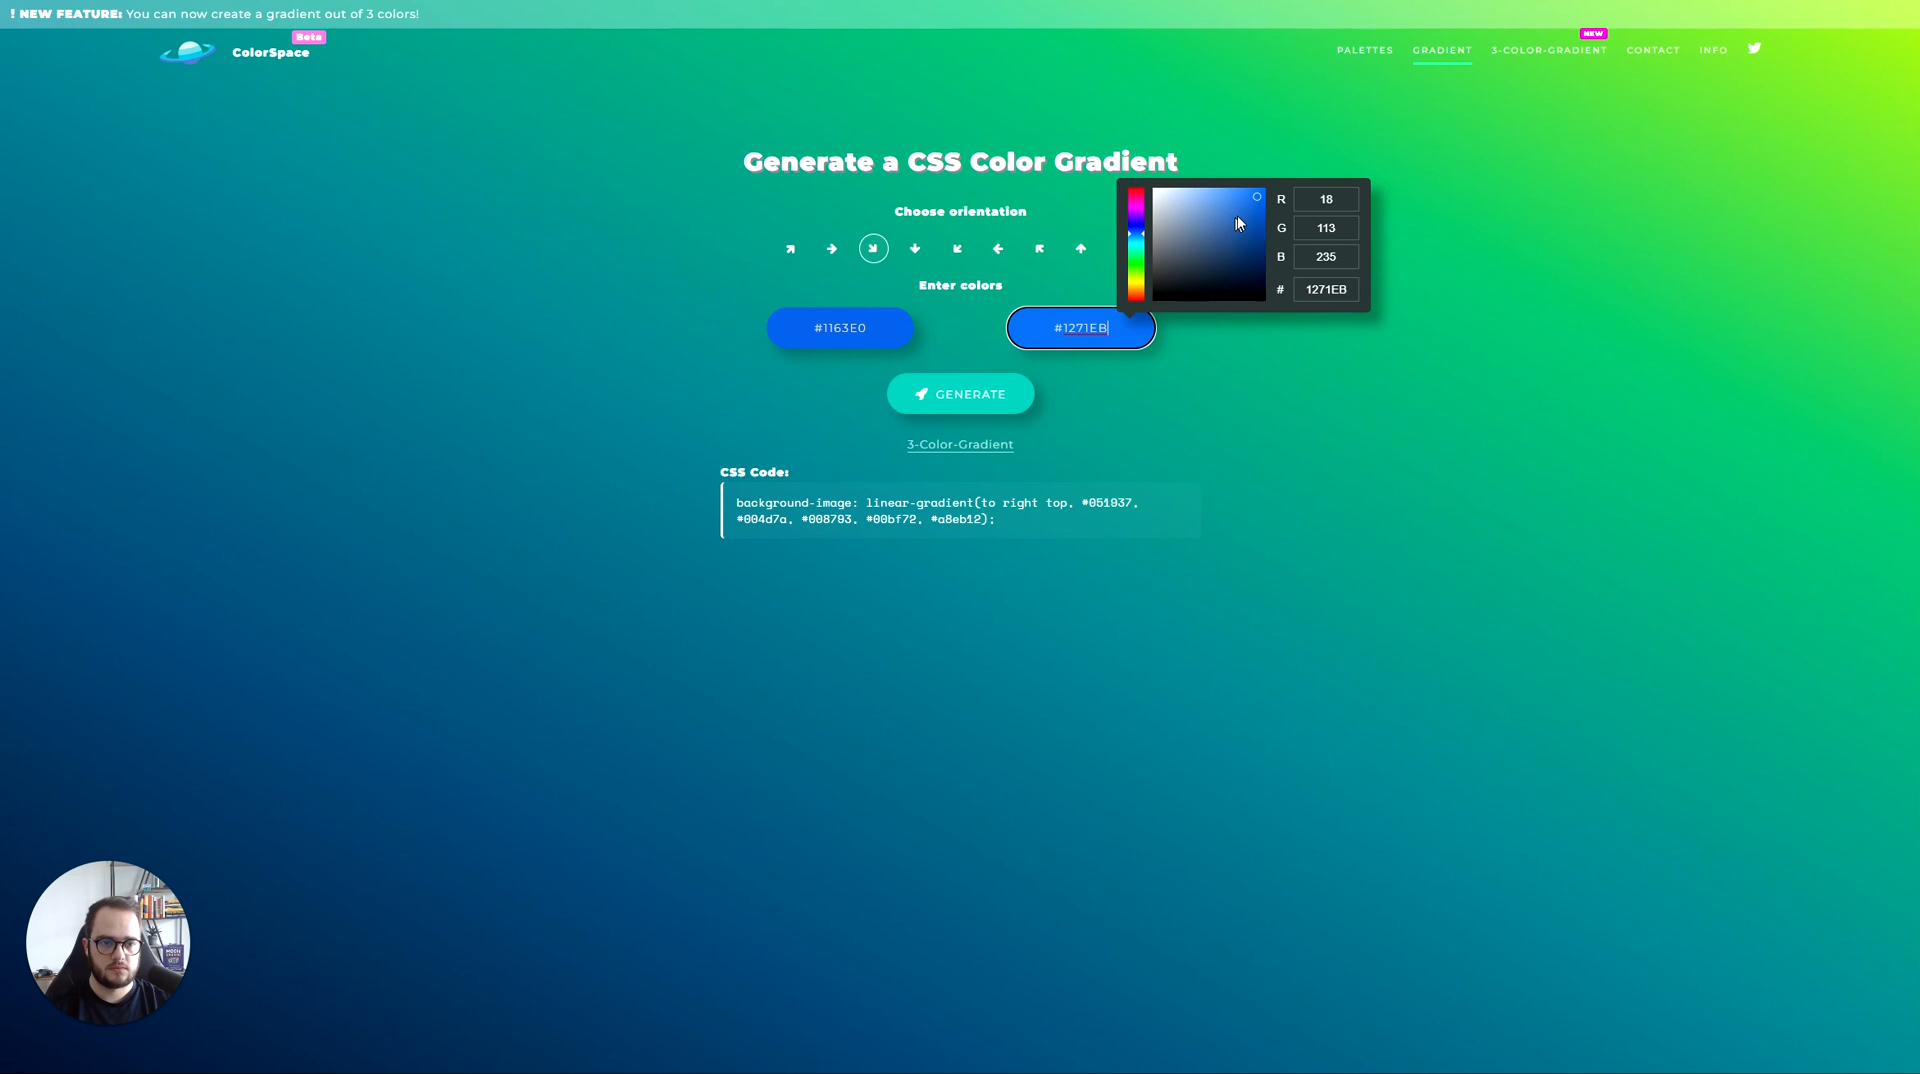 ! NEW FEATURE: You can now create a gradient out of 3 colors!
Beta
ColorSpace
NEW
PALETTES GRADIENT 3-COLOR-GRADIENT CONTACT INFO
Generate a CSS Color Gradient
Choose orientation
Enter colors
#1163E0
#1271EB
R 18
G 113
B 235
# 1271EB
GENERATE
3-Color-Gradient
CSS Code:
background-image: linear-gradient(to right top, #051937,
#004d7a, #008793, #00bf72, #a8eb12);